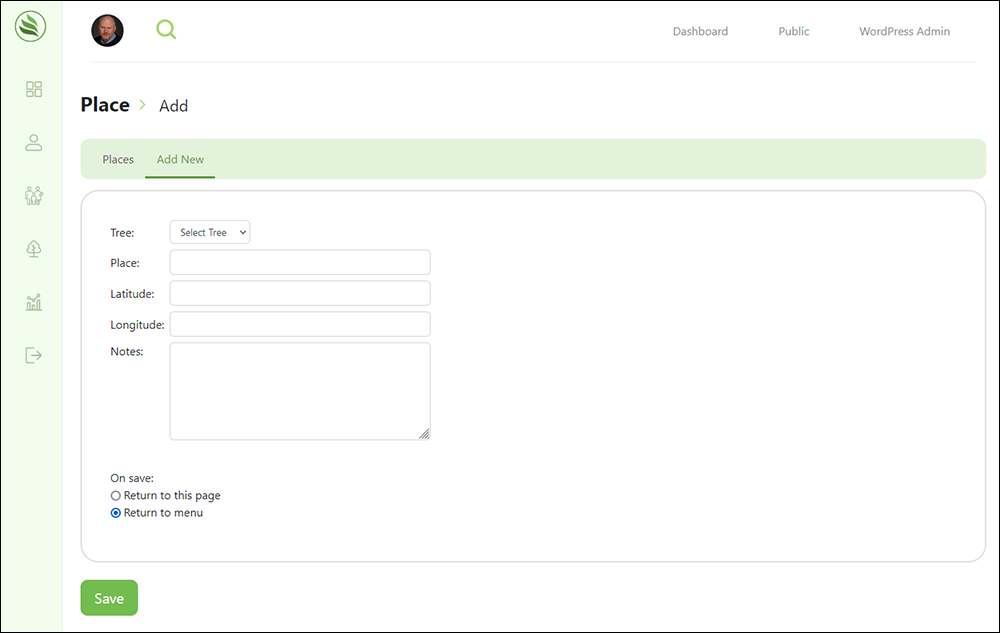 Dashboard Public WordPress Admin
Place > Add
Places Add New
Tree: Select Tree
Place:
Latitude:
Longitude:
Notes:
On save:
Return to this page
Return to menu
Save